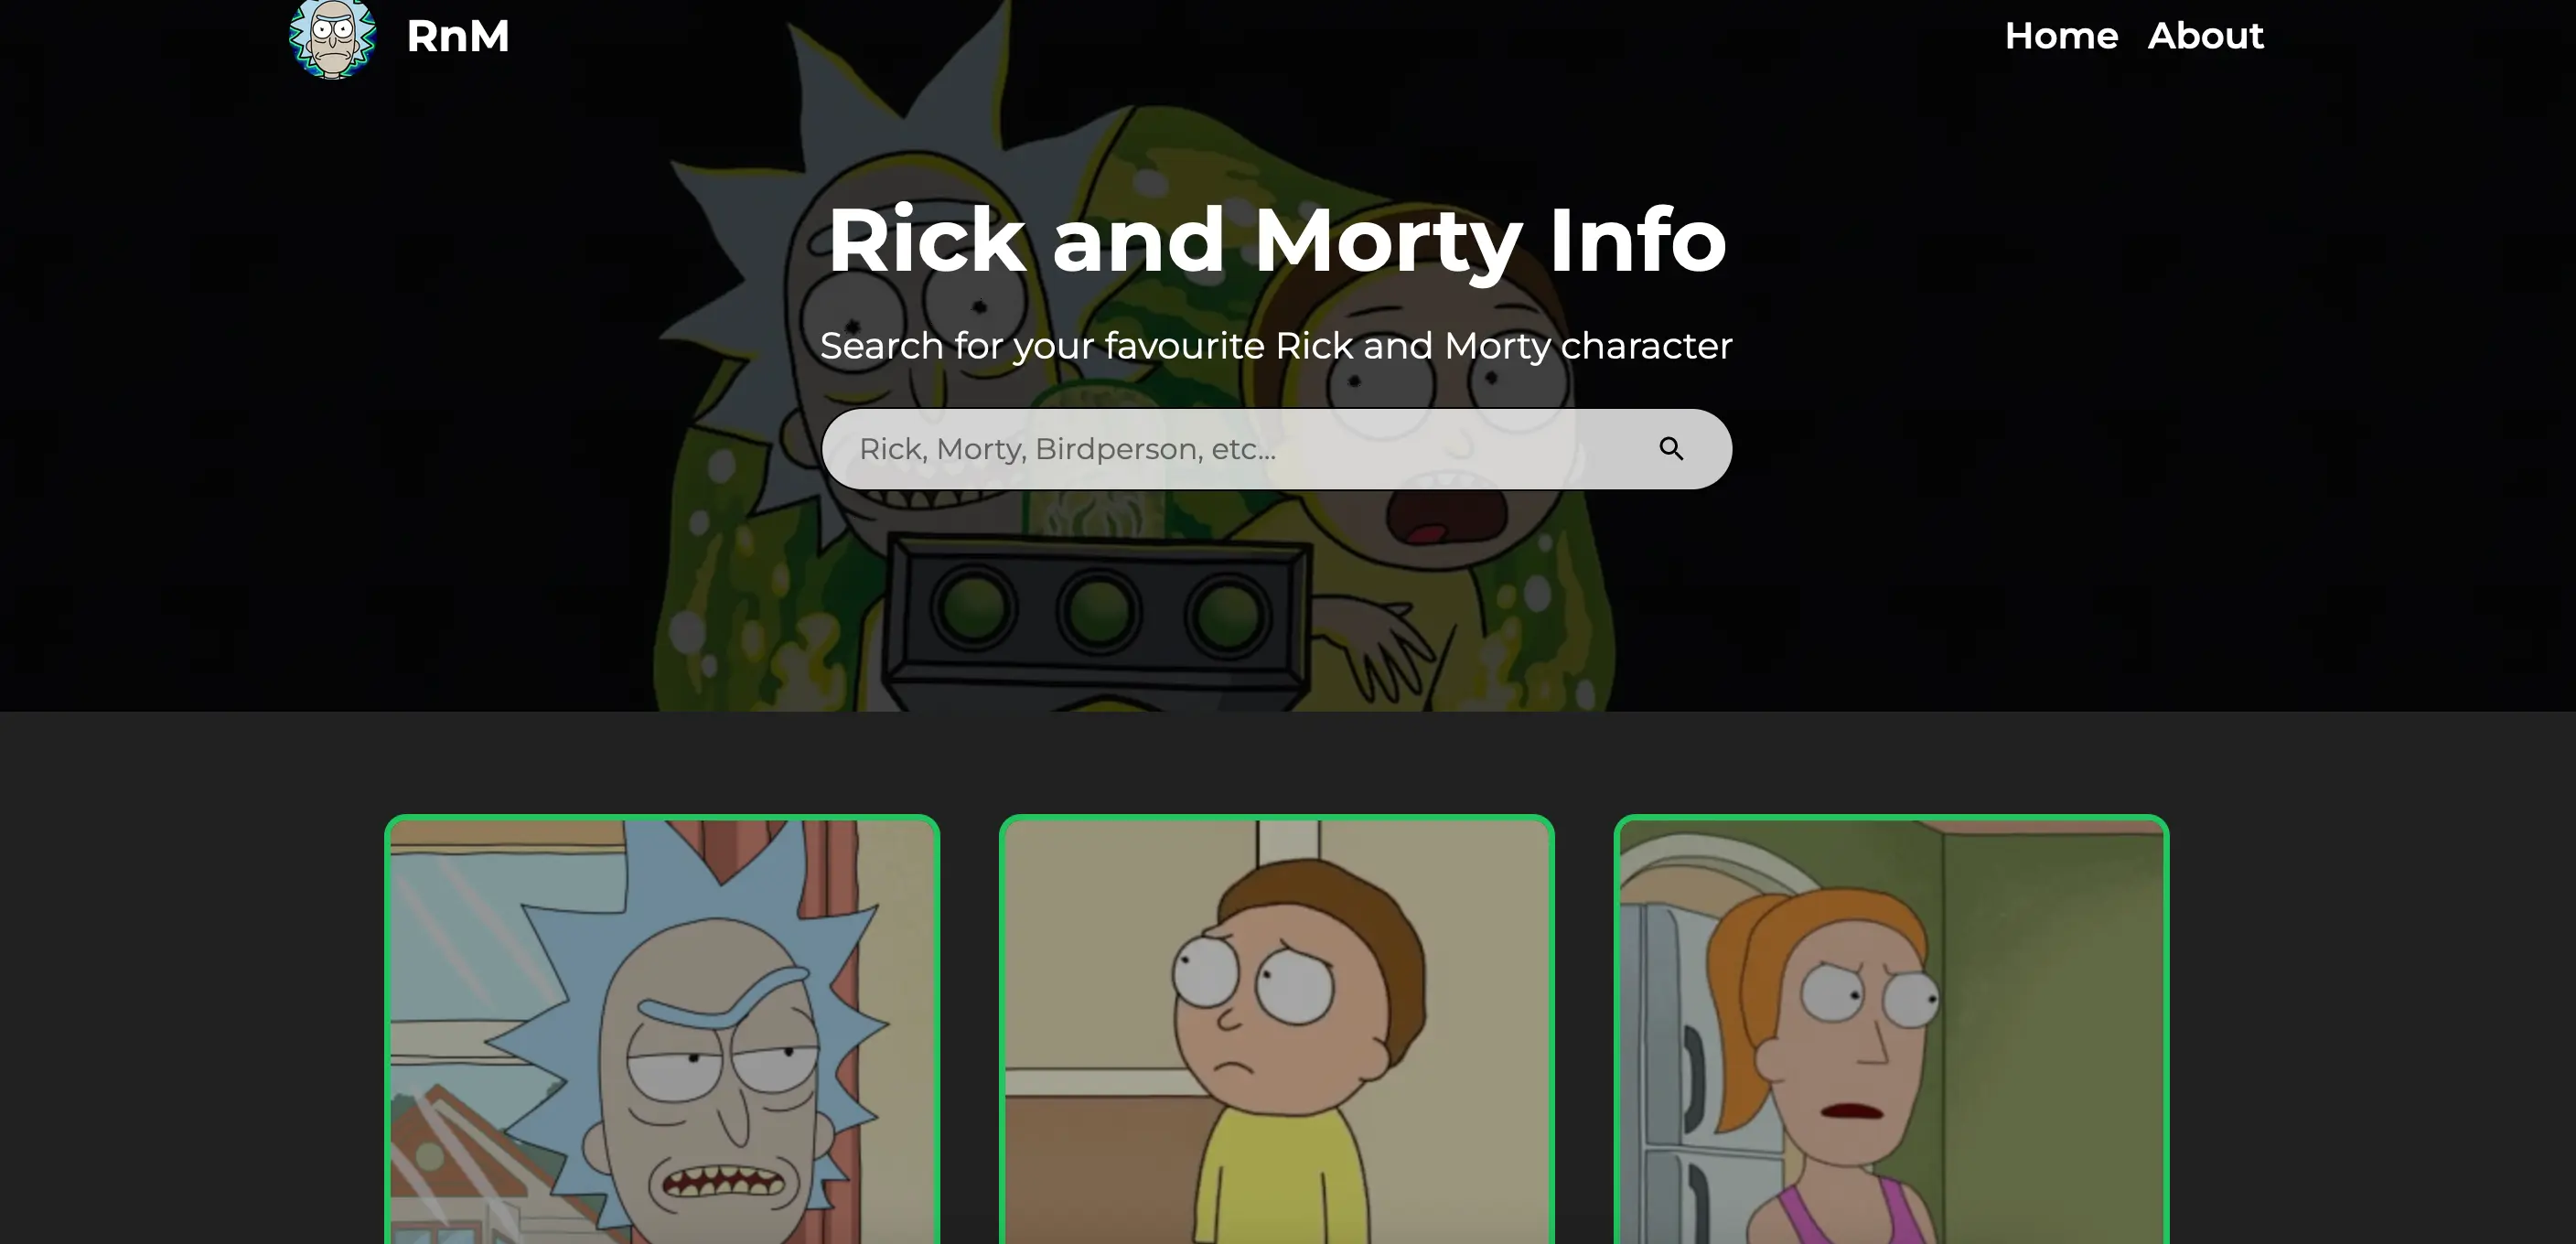 RnM
Home About
Rick and Morty Info
Search for your favourite Rick and Morty character
Rick, Morty, Birdperson, etc...